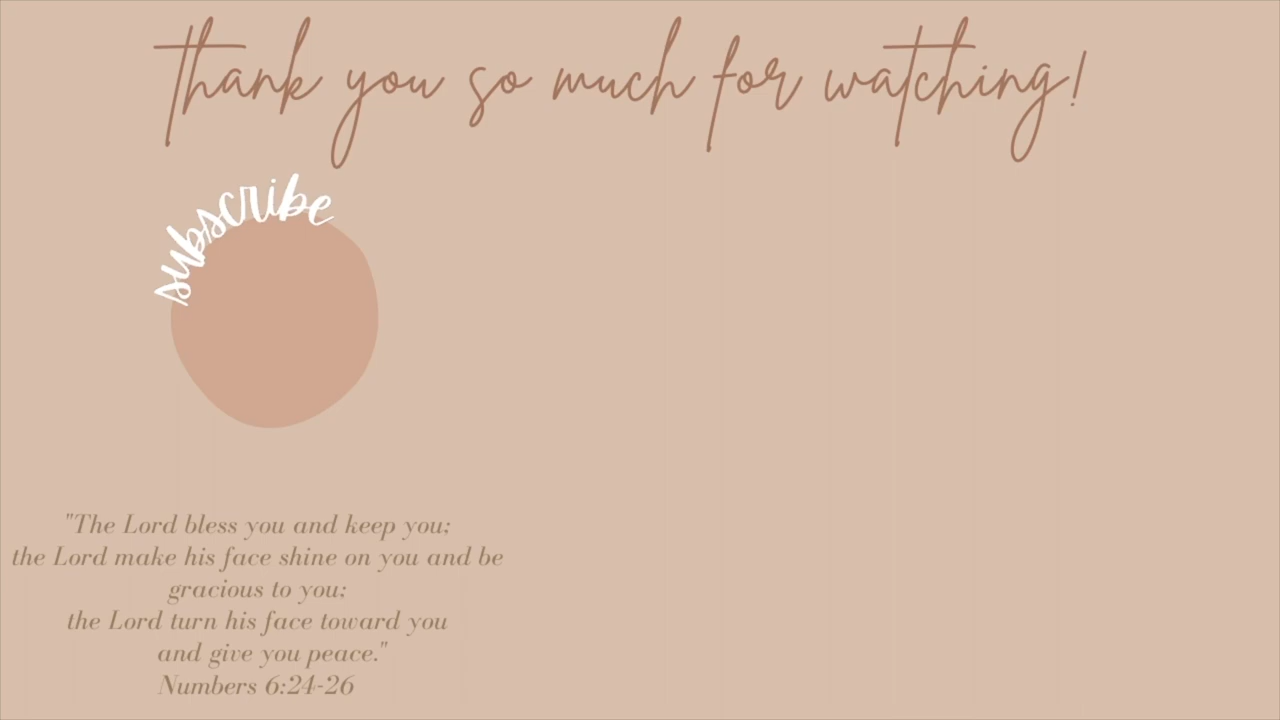 thank you so much for watching!
subscribe
"The Lord bless you and keep you;
the Lord make his face shine on you and be
gracious to you;
the Lord turn his face toward you
and give you peace."
Numbers 6:24-26